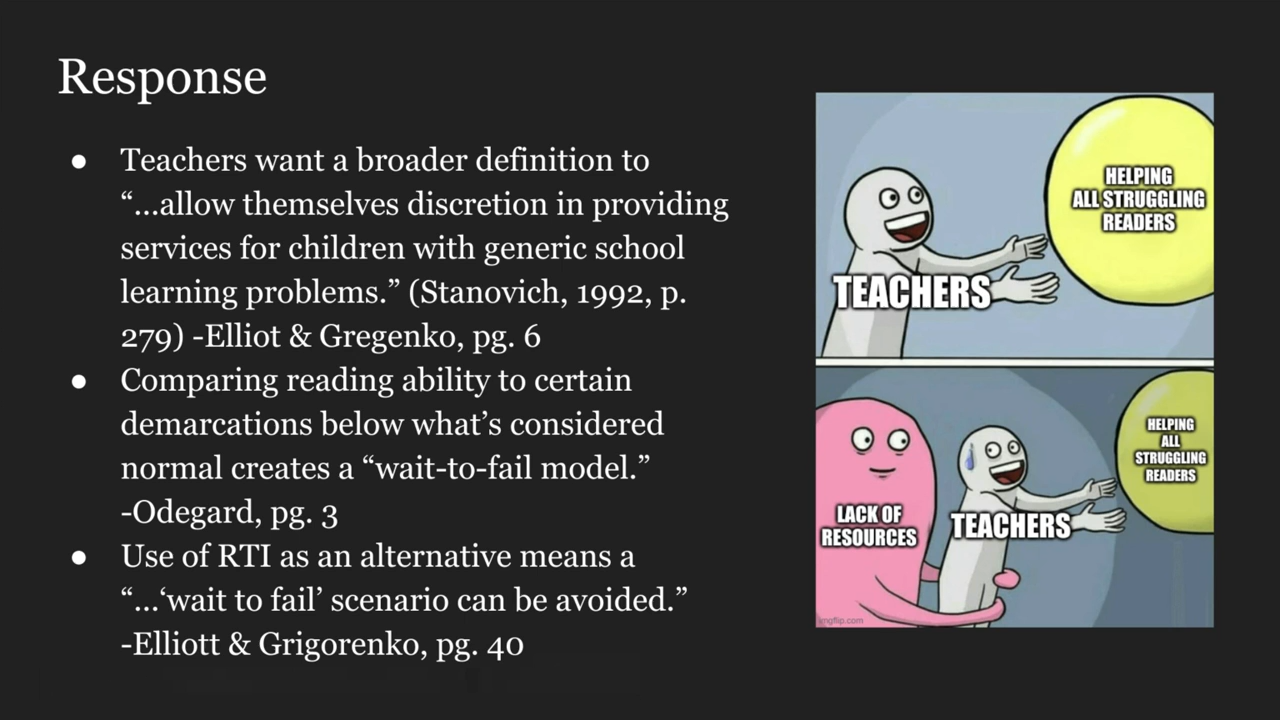 Response
● Teachers want a broader definition to
“...allow themselves discretion in providing
services for children with generic school
learning problems.” (Stanovich, 1992, p.
279) -Elliot & Gregenko, pg. 6
● Comparing reading ability to certain
demarcations below what’s considered
normal creates a “wait-to-fail model.”
-Odegard, pg. 3
● Use of RTI as an alternative means a
“...‘wait to fail’ scenario can be avoided.”
-Elliott & Grigorenko, pg. 40
HELPING
ALL STRUGGLING
READERS
TEACHERS
HELPING
ALL
STRUGGLING
READERS
LACK OF
RESOURCES
TEACHERS
imgflip.com